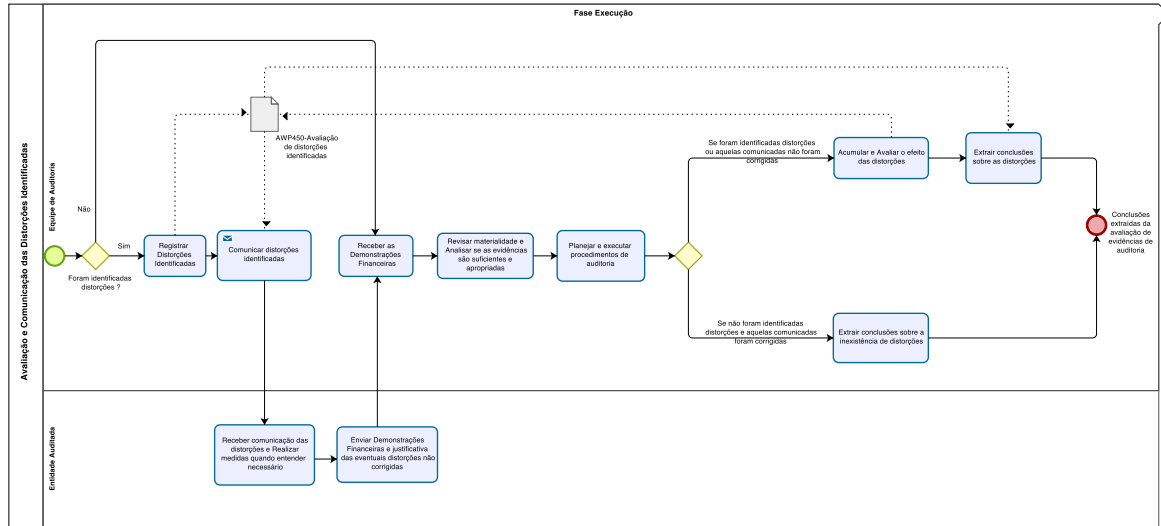 Fase Execução
Avaliação e Comunicação das Distorções Identificadas
Equipe de Auditoria
AWP450-Avaliação
de distorções
identificadas
Não
Sim
Foram identificadas
distorções ?
Registrar
Distorções
Identificadas
Comunicar distorções
identificadas
Receber as
Demonstrações
Financeiras
Revisar materialidade e
Analisar se as evidências
são suficientes e
apropriadas
Planejar e executar
procedimentos de
auditoria
Se foram identificadas distorções
ou aquelas comunicadas não foram
corrigidas
Acumular e Avaliar o efeito
das distorções
Extrair conclusões
sobre as distorções
Conclusões
extraídas da
avaliação de
evidências de
auditoria
Se não foram identificadas
distorções e aquelas comunicadas
foram corrigidas
Extrair conclusões sobre a
inexistência de distorções
Entidade Auditada
Receber comunicação das
distorções e Realizar
medidas quando entender
necessário
Enviar Demonstrações
Financeiras e justificativa
das eventuais distorções não
corrigidas